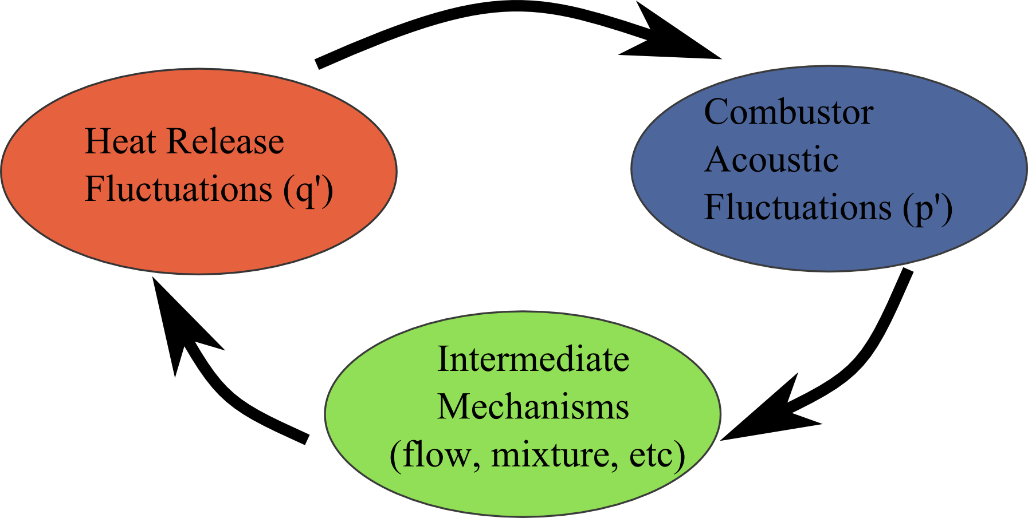 Heat Release
Fluctuations (q')
Combustor
Acoustic
Fluctuations (p')
Intermediate
Mechanisms
(flow, mixture, etc)